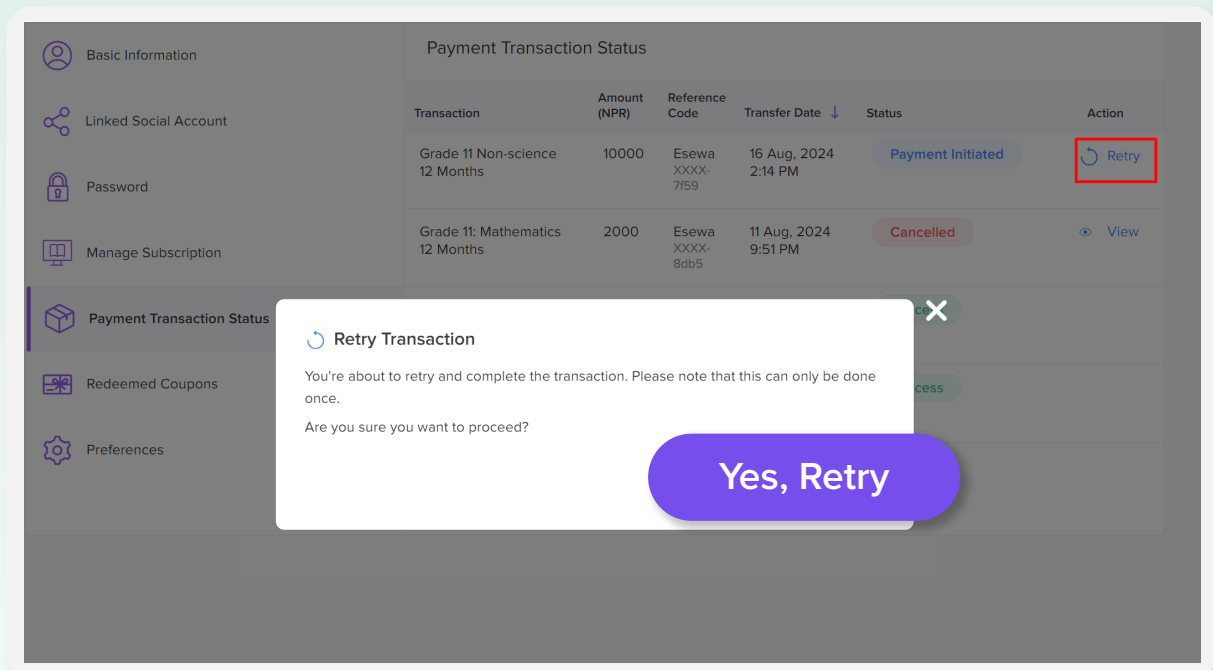 Basic Information
Linked Social Account
Password
Manage Subscription
Payment Transaction Status
Redeemed Coupons
Preferences
Payment Transaction Status
Transaction Amount (NPR) Reference Code Transfer Date ↓ Status Action
Grade 11 Non-science 10000 Esewa 16 Aug, 2024 Payment Initiated Retry
12 Months XXXX- 2:14 PM
7f59
Grade 11: Mathematics 2000 Esewa 11 Aug, 2024 Cancelled View
12 Months XXXX- 9:51 PM
8db5
Retry Transaction
You're about to retry and complete the transaction. Please note that this can only be done
once.
Are you sure you want to proceed?
Yes, Retry
cess